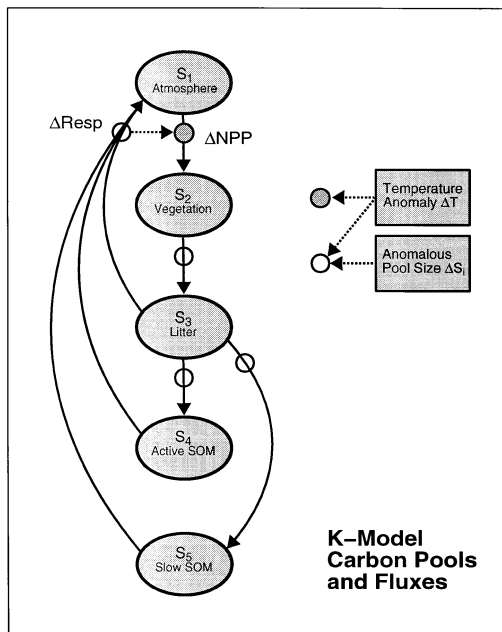 S1
Atmosphere
ΔResp
ΔNPP
S2
Vegetation
Temperature
Anomaly ΔT
Anomalous
Pool Size ΔSi
S3
Litter
S4
Active SOM
S5
Slow SOM
K–Model
Carbon Pools
and Fluxes